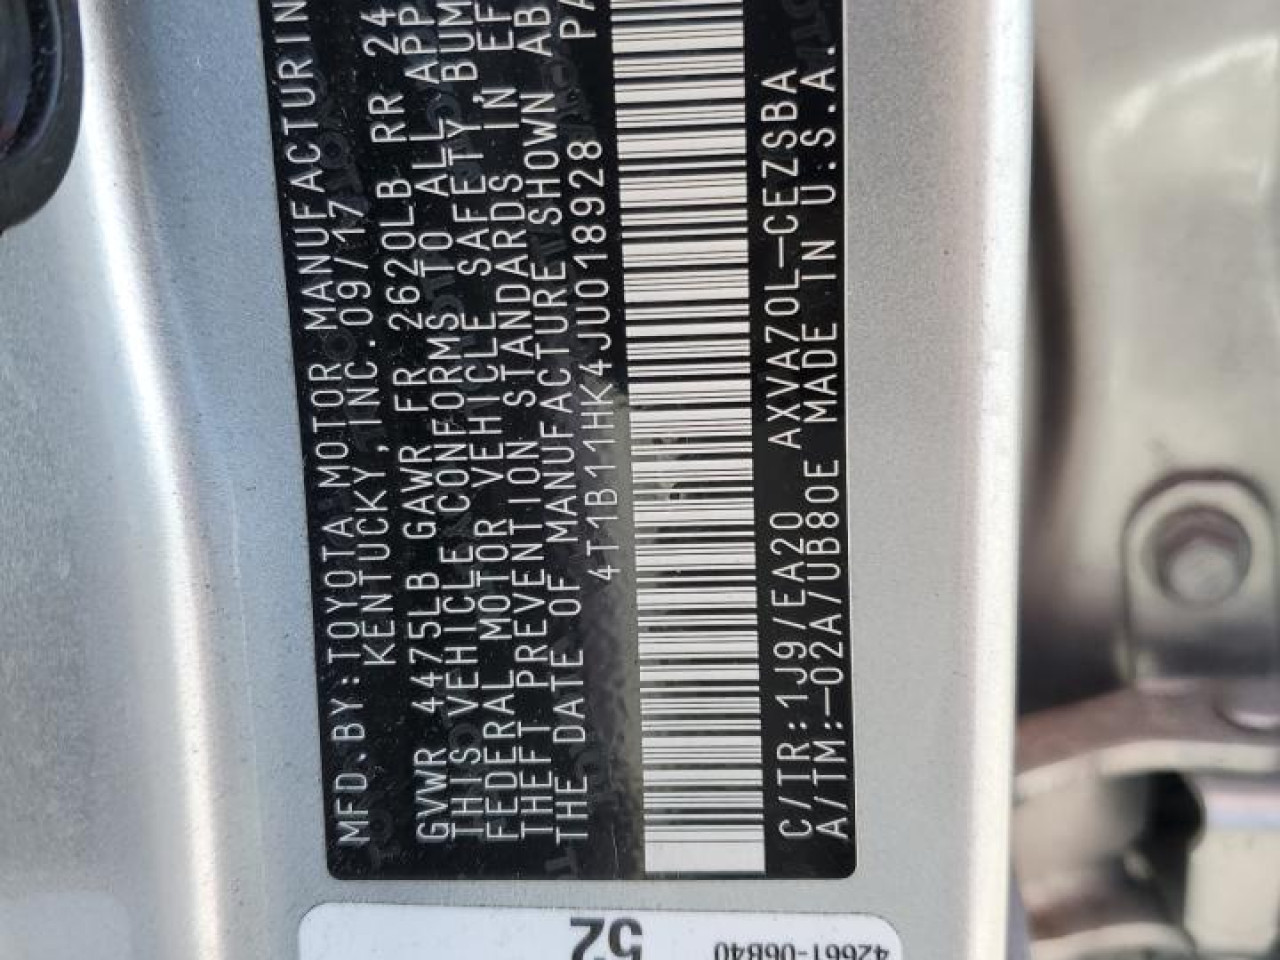 MFD.BY:TOYOTA MOTOR MANUFACTURIN
KENTUCKY,INC.09/17
GVWR 4475LB GAWR FR 2620LB RR 24
THIS VEHICLE CONFORMS TO ALL APP
FEDERAL MOTOR VEHICLE SAFETY,BUM
THEFT PREVENTION STANDARDS IN EF
THE DATE OF MANUFACTURE SHOWN AB
4T1B11HK4JU018928 PA
C/TR:1J9/EA20 AXVA70L-CEZSBA
A/TM:-02A/UB80E MADE IN U.S.A.
52
42661-06B40